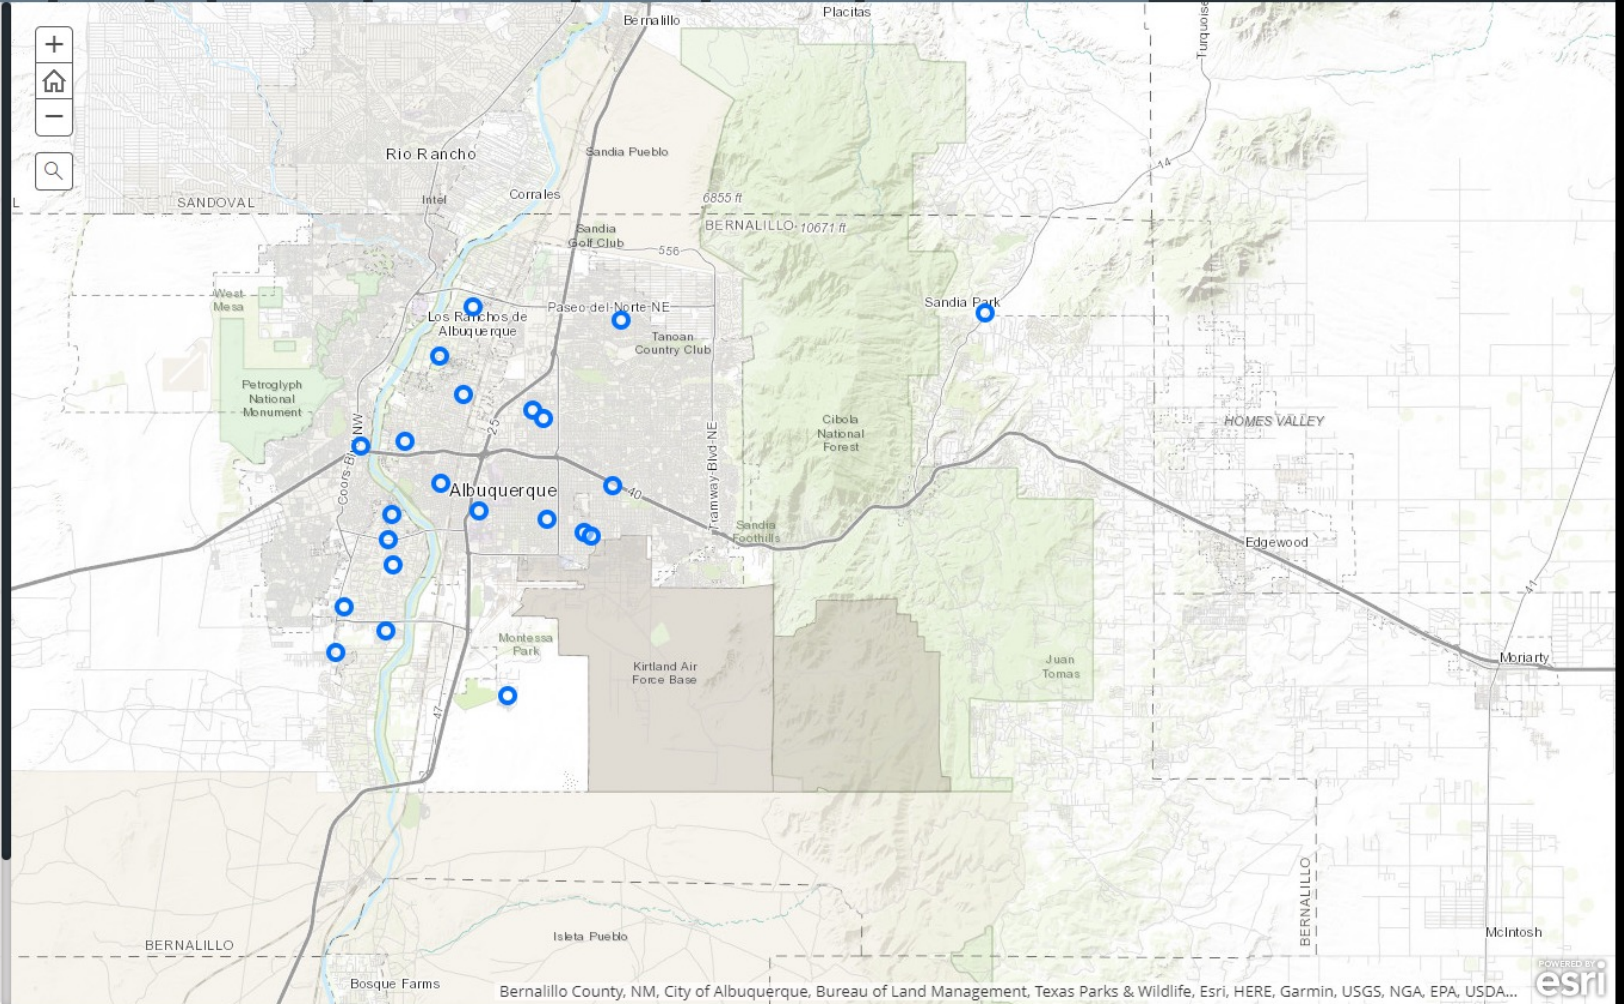 Bernalillo
Placitas
Turquoise
+
−
Rio Rancho
Sandia Pueblo
14
L
SANDOVAL
Intel
Corrales
6855 ft
BERNALILLO
10671 ft
Sandia
Golf Club
556
West
Mesa
Paseo-del-Norte-NE
Sandia Park
Los Ranchos de
Albuquerque
Tanoan
Country Club
Petroglyph
National
Monument
Coors-Blvd-NW
25
Cibola
National
Forest
HOMES VALLEY
Tramway-Blvd-NE
Albuquerque
40
Sandia
Foothills
Edgewood
41
Montessa
Park
Kirtland Air
Force Base
Juan
Tomas
Moriarty
47
BERNALILLO
McIntosh
Isleta Pueblo
BERNALILLO
Bosque Farms
POWERED BY
esri
Bernalillo County, NM, City of Albuquerque, Bureau of Land Management, Texas Parks & Wildlife, Esri, HERE, Garmin, USGS, NGA, EPA, USDA...